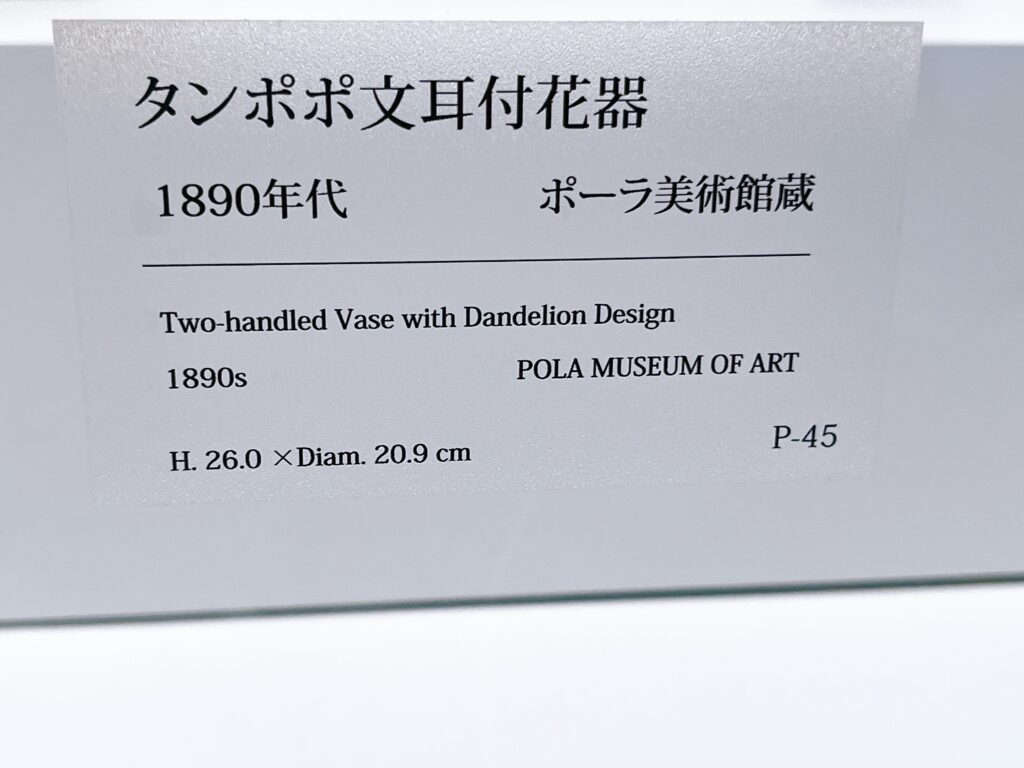 タンポポ文耳付花器
1890年代 ポーラ美術館蔵
Two-handled Vase with Dandelion Design
1890s POLA MUSEUM OF ART
H. 26.0 ×Diam. 20.9 cm P-45